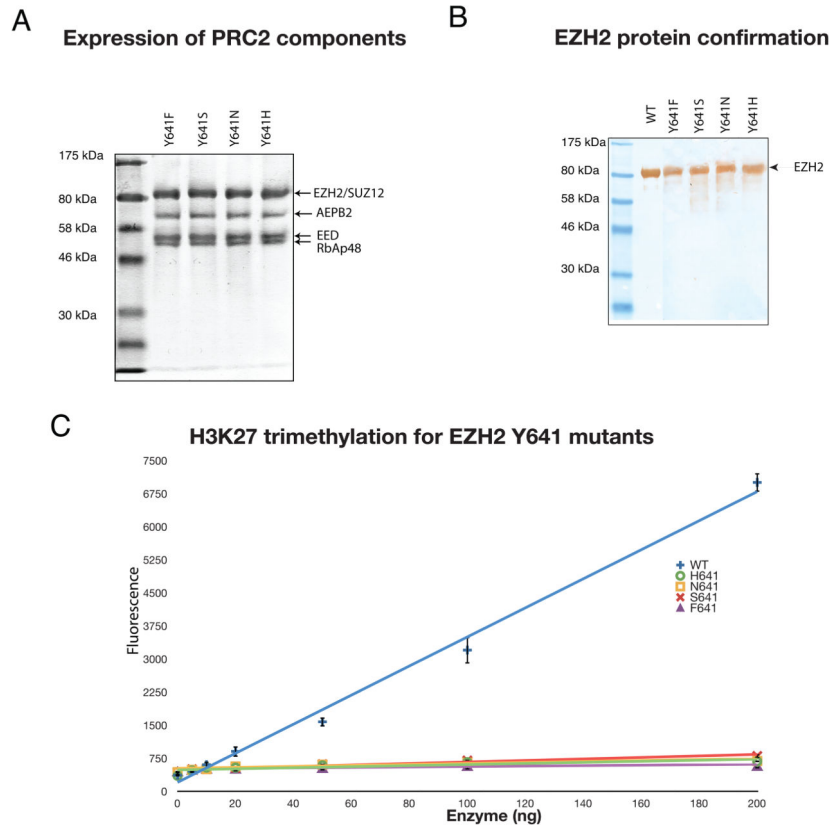 A
Expression of PRC2 components
Y641F
Y641S
Y641N
Y641H
175 kDa
80 kDa
58 kDa
46 kDa
30 kDa
EZH2/SUZ12
AEPB2
EED
RbAp48
B
EZH2 protein confirmation
WT
Y641F
Y641S
Y641N
Y641H
175 kDa
80 kDa
58 kDa
46 kDa
30 kDa
EZH2
C
H3K27 trimethylation for EZH2 Y641 mutants
Fluorescence
7500
6750
6000
5250
4500
3750
3000
2250
1500
750
0
WT
H641
N641
S641
F641
0 20 40 60 80 100 120 140 160 180 200
Enzyme (ng)